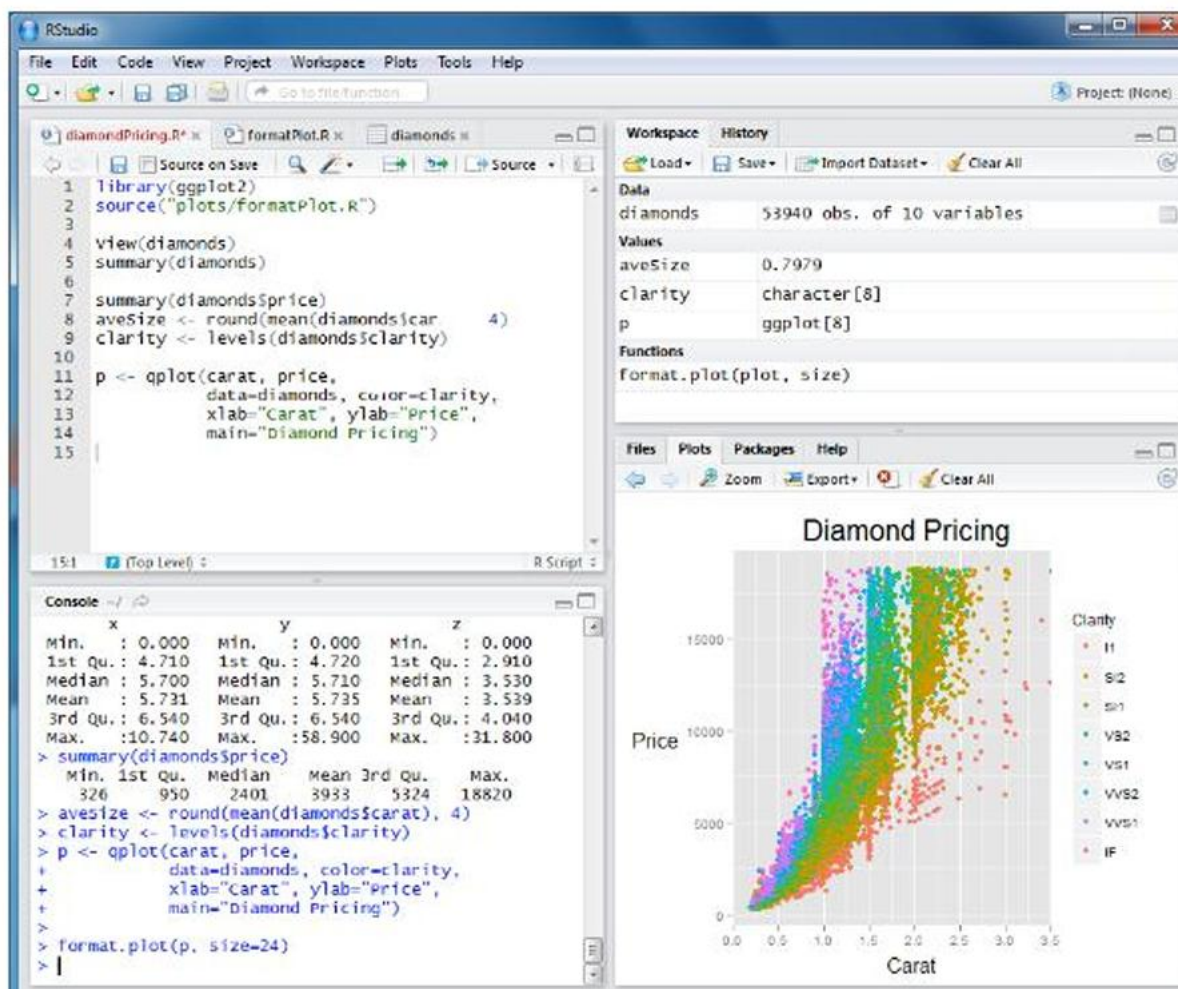 RStudio
File Edit Code View Project Workspace Plots Tools Help
Go to file/function
Project: (None)
diamondPricing.R* formatPlot.R diamonds
Source on Save Source
1 library(ggplot2)
2 source("plots/formatPlot.R")
3
4 View(diamonds)
5 summary(diamonds)
6
7 summary(diamonds$price)
8 aveSize <- round(mean(diamonds$car 4)
9 clarity <- levels(diamonds$clarity)
10
11 p <- qplot(carat, price,
12 data=diamonds, color=clarity,
13 xlab="Carat", ylab="Price",
14 main="Diamond Pricing")
15
15:1 (Top Level) R Script
Console ~/
x y z
Min. : 0.000 Min. : 0.000 Min. : 0.000
1st Qu.: 4.710 1st Qu.: 4.720 1st Qu.: 2.910
Median : 5.700 Median : 5.710 Median : 3.530
Mean : 5.731 Mean : 5.735 Mean : 3.539
3rd Qu.: 6.540 3rd Qu.: 6.540 3rd Qu.: 4.040
Max. :10.740 Max. :58.900 Max. :31.800
> summary(diamonds$price)
Min. 1st Qu. Median Mean 3rd Qu. Max.
326 950 2401 3933 5324 18820
> aveSize <- round(mean(diamonds$carat), 4)
> clarity <- levels(diamonds$clarity)
> p <- qplot(carat, price,
+ data=diamonds, color=clarity,
+ xlab="Carat", ylab="Price",
+ main="Diamond Pricing")
>
> format.plot(p, size=24)
>
Workspace History
Load Save Import Dataset Clear All
Data
diamonds 53940 obs. of 10 variables
Values
aveSize 0.7979
clarity character[8]
p ggplot[8]
Functions
format.plot(plot, size)
Files Plots Packages Help
Zoom Export Clear All
Diamond Pricing
Price
15000
10000
5000
0
0.0 0.5 1.0 1.5 2.0 2.5 3.0 3.5
Carat
Clarity
I1
SI2
SI1
VS2
VS1
VVS2
VVS1
IF